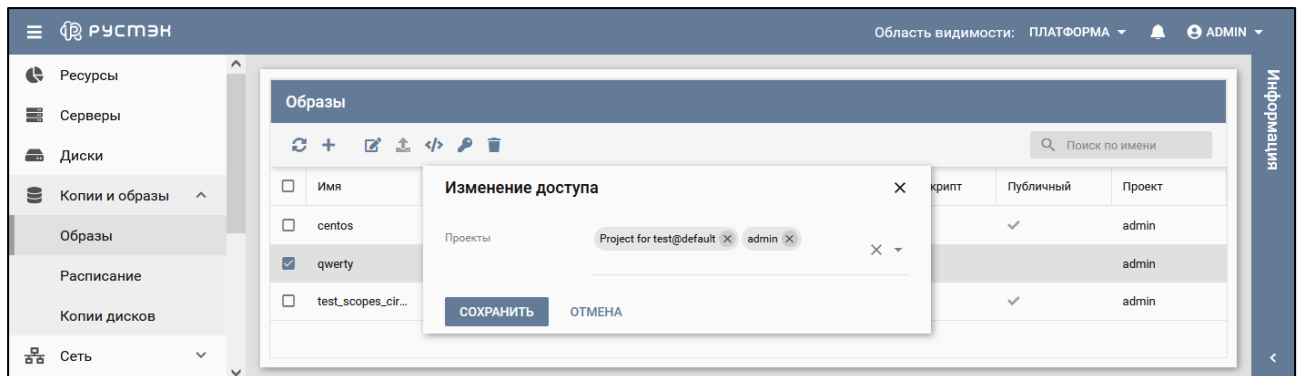 РУСТЭК
Область видимости: ПЛАТФОРМА
ADMIN
Ресурсы
Серверы
Диски
Копии и образы
Образы
Расписание
Копии дисков
Сеть
Образы
Поиск по имени
Имя
крипт
Публичный
Проект
centos
admin
qwerty
admin
test_scopes_cir...
admin
Изменение доступа
Проекты
Project for test@default
admin
СОХРАНИТЬ
ОТМЕНА
Информация